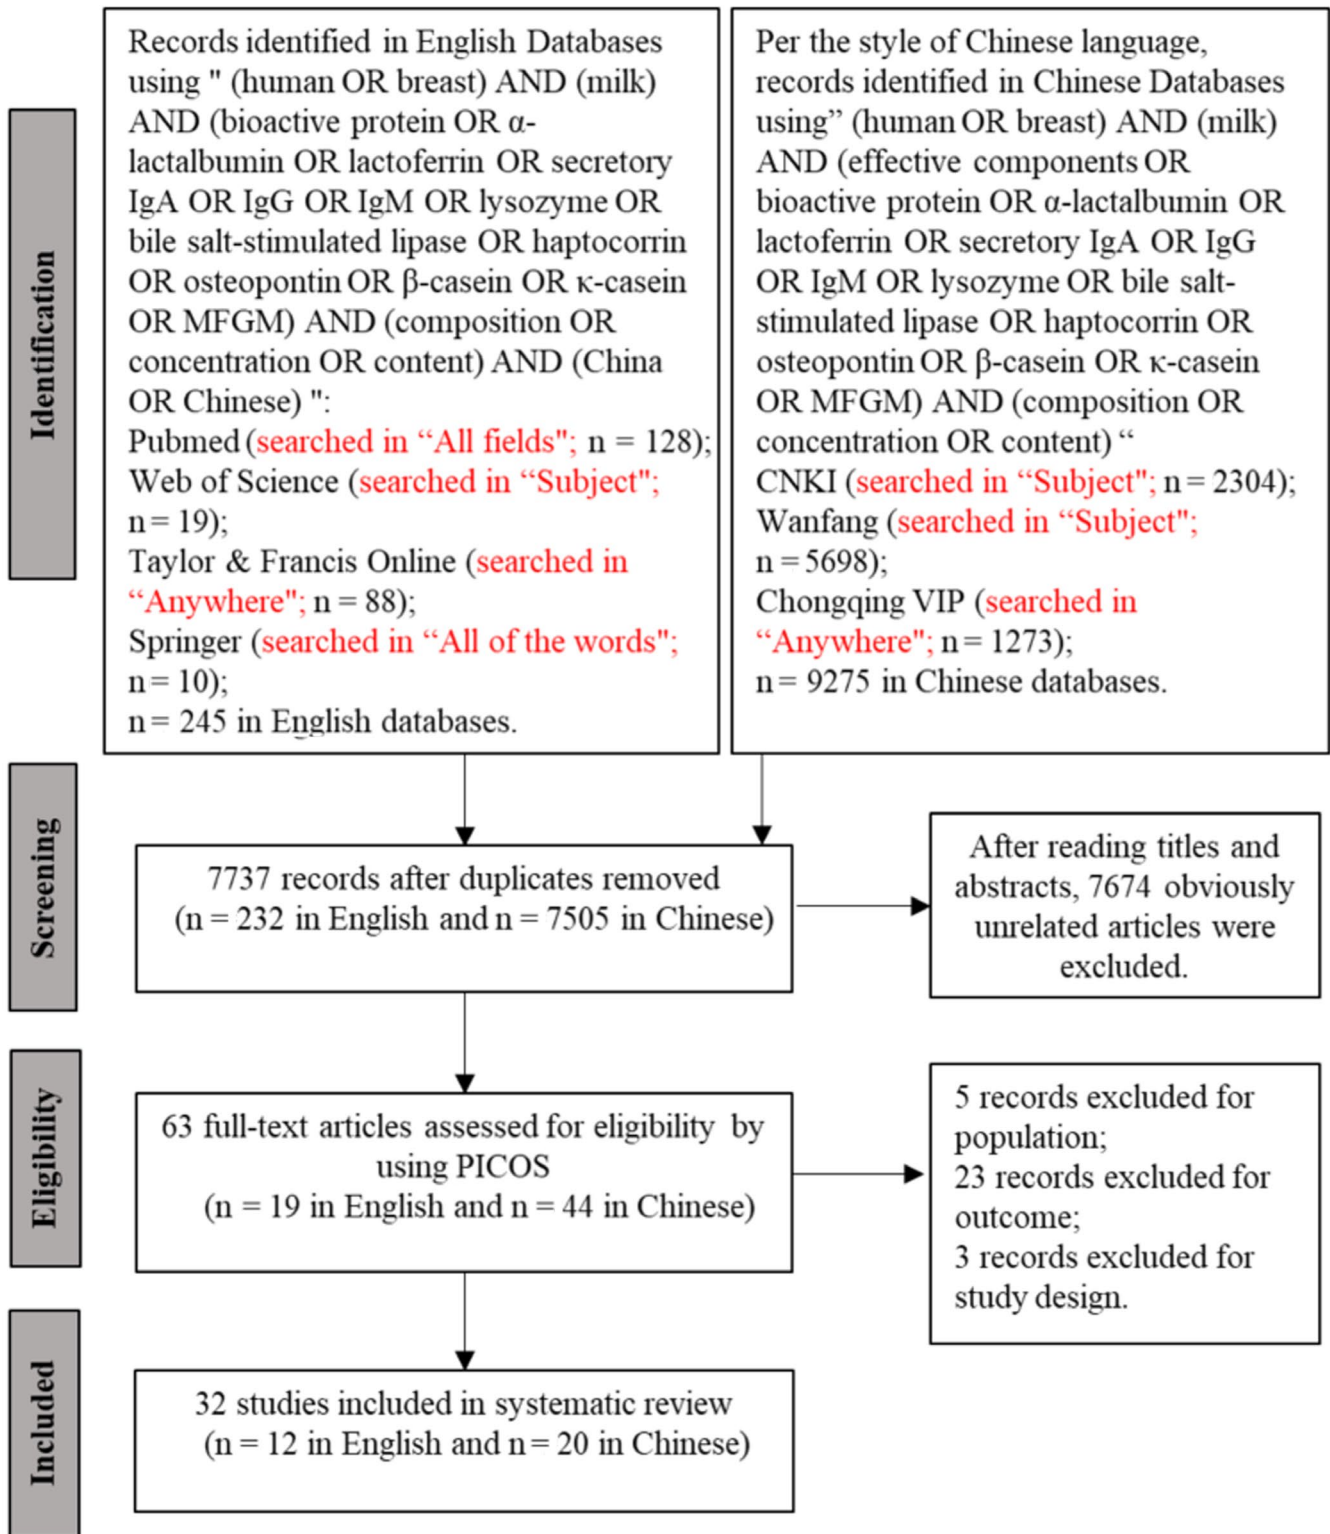 Identification
Records identified in English Databases
using " (human OR breast) AND (milk)
AND (bioactive protein OR α-
lactalbumin OR lactoferrin OR secretory
IgA OR IgG OR IgM OR lysozyme OR
bile salt-stimulated lipase OR haptocorrin
OR osteopontin OR β-casein OR κ-casein
OR MFGM) AND (composition OR
concentration OR content) AND (China
OR Chinese) ":
Pubmed (searched in “All fields"; n = 128);
Web of Science (searched in “Subject";
n = 19);
Taylor & Francis Online (searched in
“Anywhere"; n = 88);
Springer (searched in “All of the words";
n = 10);
n = 245 in English databases.
Per the style of Chinese language,
records identified in Chinese Databases
using” (human OR breast) AND (milk)
AND (effective components OR
bioactive protein OR α-lactalbumin OR
lactoferrin OR secretory IgA OR IgG
OR IgM OR lysozyme OR bile salt-
stimulated lipase OR haptocorrin OR
osteopontin OR β-casein OR κ-casein
OR MFGM) AND (composition OR
concentration OR content) “
CNKI (searched in “Subject"; n = 2304);
Wanfang (searched in “Subject";
n = 5698);
Chongqing VIP (searched in
“Anywhere"; n = 1273);
n = 9275 in Chinese databases.
Screening
7737 records after duplicates removed
(n = 232 in English and n = 7505 in Chinese)
After reading titles and
abstracts, 7674 obviously
unrelated articles were
excluded.
Eligibility
63 full-text articles assessed for eligibility by
using PICOS
(n = 19 in English and n = 44 in Chinese)
5 records excluded for
population;
23 records excluded for
outcome;
3 records excluded for
study design.
Included
32 studies included in systematic review
(n = 12 in English and n = 20 in Chinese)